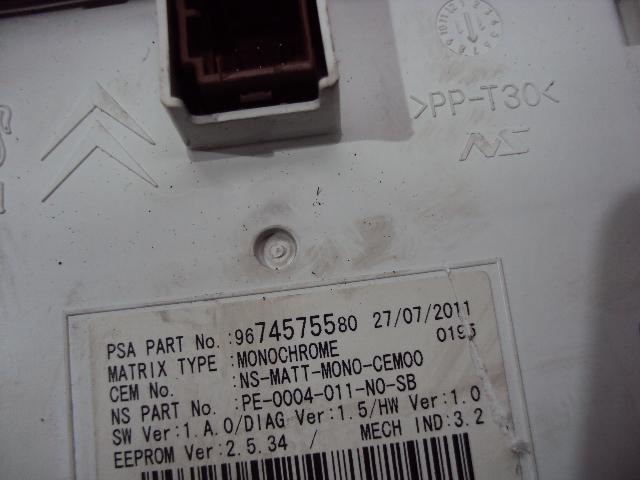 >PP-T30<
NS
PSA PART No. :9674575580 27/07/2011
MATRIX TYPE :MONOCHROME 0195
CEM No. :NS-MATT-MONO-CEM00
NS PART No. :PE-0004-011-NO-SB
SW Ver:1.A.0/DIAG Ver:1.5/HW Ver:1.0
EEPROM Ver:2.5.34 / MECH IND:3.2